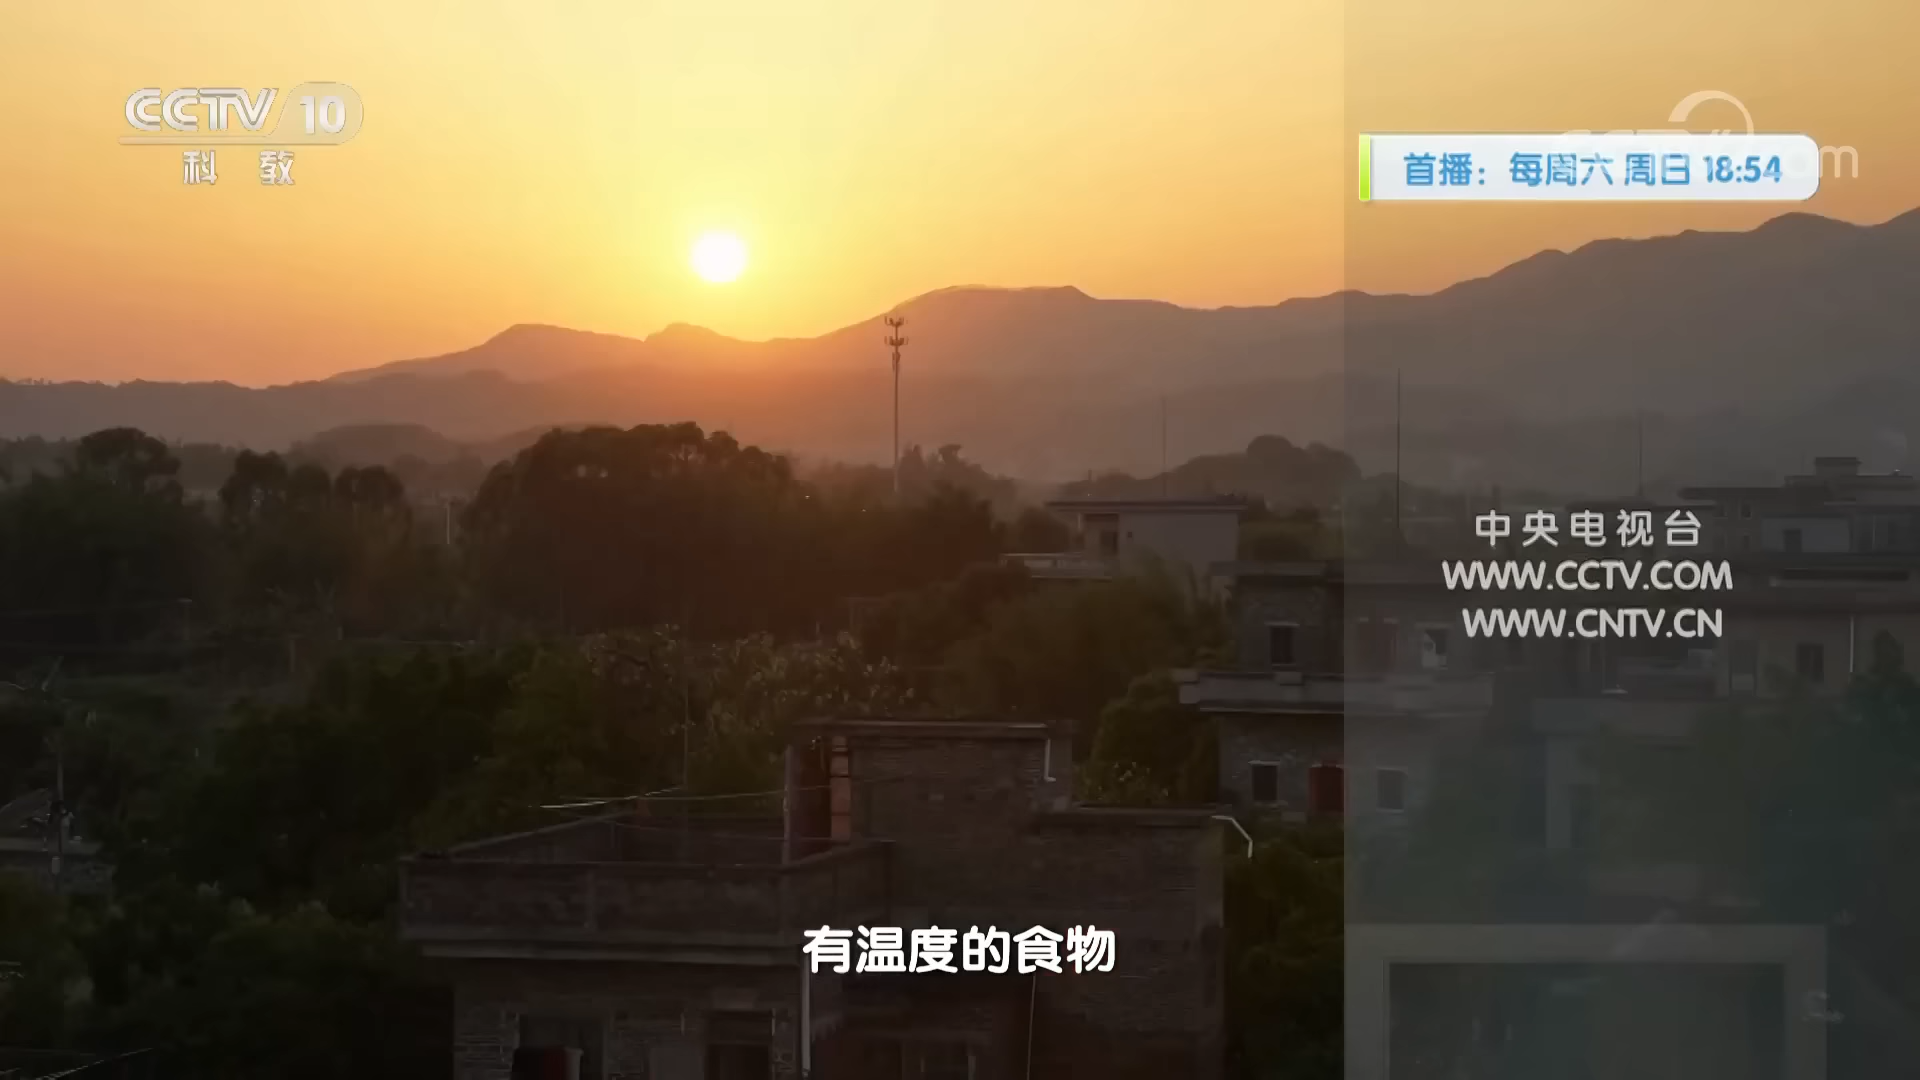 CCTV 10
科 教
首播：每周六 周日 18:54
中央电视台
WWW.CCTV.COM
WWW.CNTV.CN
有温度的食物